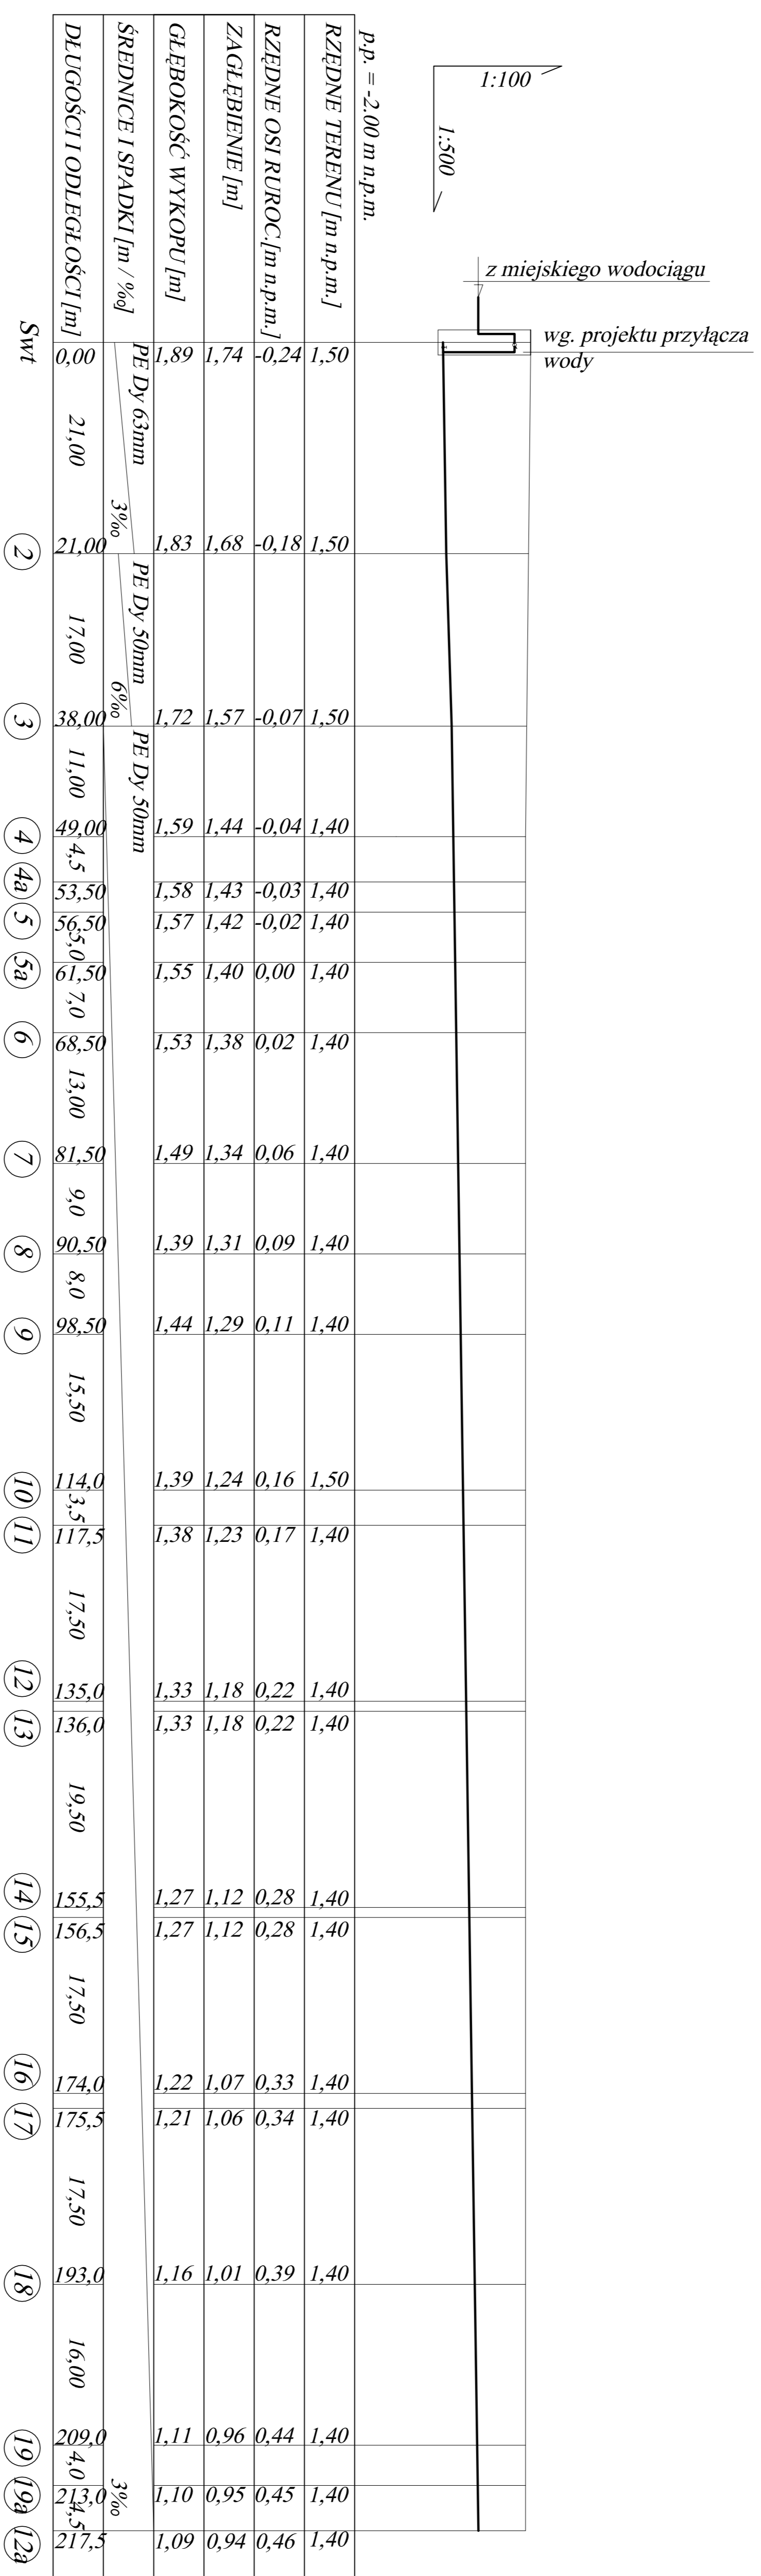 1:100
1:500
z miejskiego wodociągu
wg. projektu przyłącza
wody
p.p. = -2.00 m n.p.m.
RZĘDNE TERENU [m n.p.m.]
RZĘDNE OSI RUROC.[m n.p.m.]
ZAGŁĘBIENIE [m]
GŁĘBOKOŚĆ WYKOPU [m]
ŚREDNICE I SPADKI [m / ‰]
DŁUGOŚCI I ODLEGŁOŚCI [m]
Swt
0,00 1,89 1,74 -0,24 1,50
PE Dy 63mm
3‰
21,00
2
21,00 1,83 1,68 -0,18 1,50
PE Dy 50mm
6‰
17,00
3
38,00 1,72 1,57 -0,07 1,50
PE Dy 50mm
11,00
4
49,00 1,59 1,44 -0,04 1,40
4,5
4a
53,50 1,58 1,43 -0,03 1,40
5
56,50 1,57 1,42 -0,02 1,40
5,0
5a
61,50 1,55 1,40 0,00 1,40
7,0
6
68,50 1,53 1,38 0,02 1,40
13,00
7
81,50 1,49 1,34 0,06 1,40
9,0
8
90,50 1,39 1,31 0,09 1,40
8,0
9
98,50 1,44 1,29 0,11 1,40
15,50
10
114,0 1,39 1,24 0,16 1,50
3,5
11
117,5 1,38 1,23 0,17 1,40
17,50
12
135,0 1,33 1,18 0,22 1,40
13
136,0 1,33 1,18 0,22 1,40
19,50
14
155,5 1,27 1,12 0,28 1,40
15
156,5 1,27 1,12 0,28 1,40
17,50
16
174,0 1,22 1,07 0,33 1,40
17
175,5 1,21 1,06 0,34 1,40
17,50
18
193,0 1,16 1,01 0,39 1,40
16,00
19
209,0 1,11 0,96 0,44 1,40
4,0
19a
213,0 1,10 0,95 0,45 1,40
4,5
3‰
12a
217,5 1,09 0,94 0,46 1,40